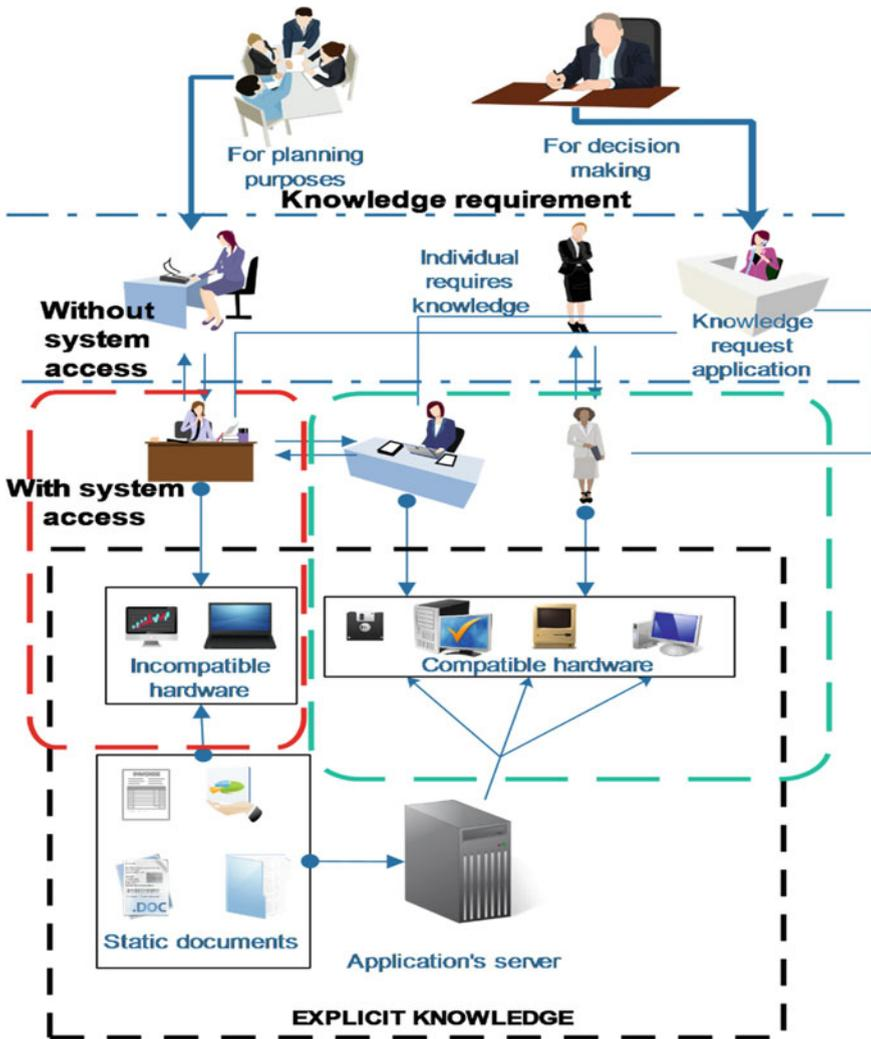 For planning
purposes
For decision
making
Knowledge requirement
Individual
requires
knowledge
Without
system
access
Knowledge
request
application
With system
access
Incompatible
hardware
Compatible hardware
INVOICE
.DOC
Static documents
Application's server
EXPLICIT KNOWLEDGE